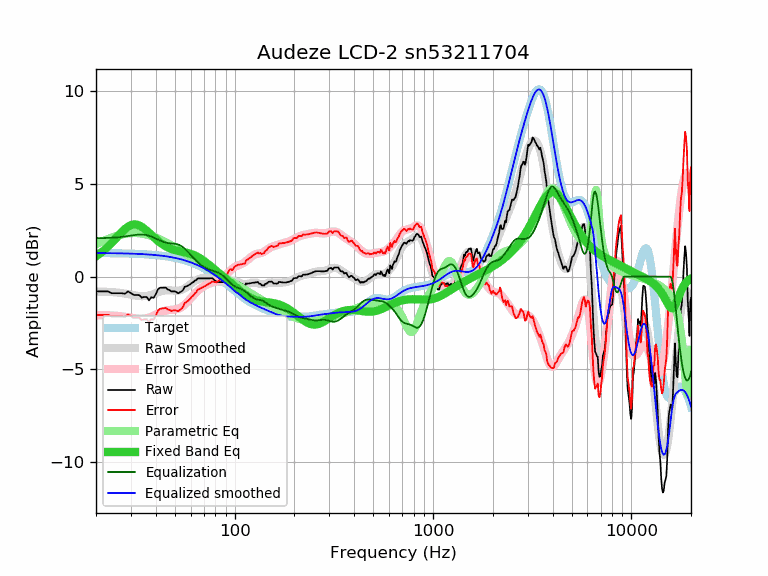 Audeze LCD-2 sn53211704
Amplitude (dBr)
10
5
0
−5
−10
Target
Raw Smoothed
Error Smoothed
Raw
Error
Parametric Eq
Fixed Band Eq
Equalization
Equalized smoothed
100
1000
10000
Frequency (Hz)